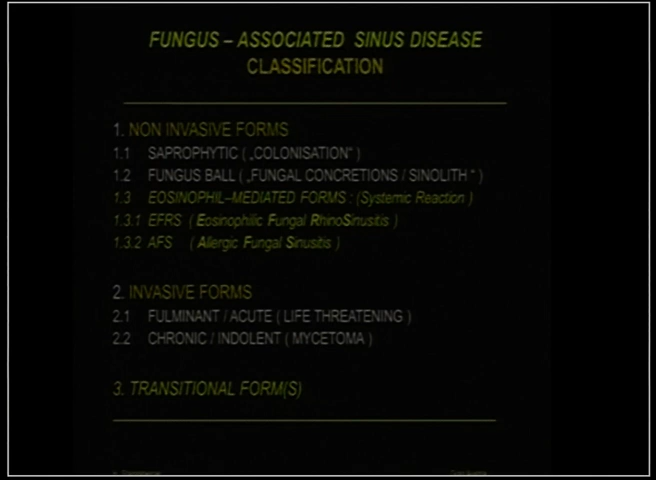 FUNGUS – ASSOCIATED SINUS DISEASE
CLASSIFICATION
1. NON INVASIVE FORMS
1.1 SAPROPHYTIC ( „COLONISATION“ )
1.2 FUNGUS BALL ( „FUNGAL CONCRETIONS / SINOLITH “ )
1.3 EOSINOPHIL–MEDIATED FORMS : (Systemic Reaction )
1.3.1 EFRS ( Eosinophilic Fungal RhinoSinusitis )
1.3.2 AFS ( Allergic Fungal Sinusitis )
2. INVASIVE FORMS
2.1 FULMINANT / ACUTE ( LIFE THREATENING )
2.2 CHRONIC / INDOLENT ( MYCETOMA )
3. TRANSITIONAL FORM(S)